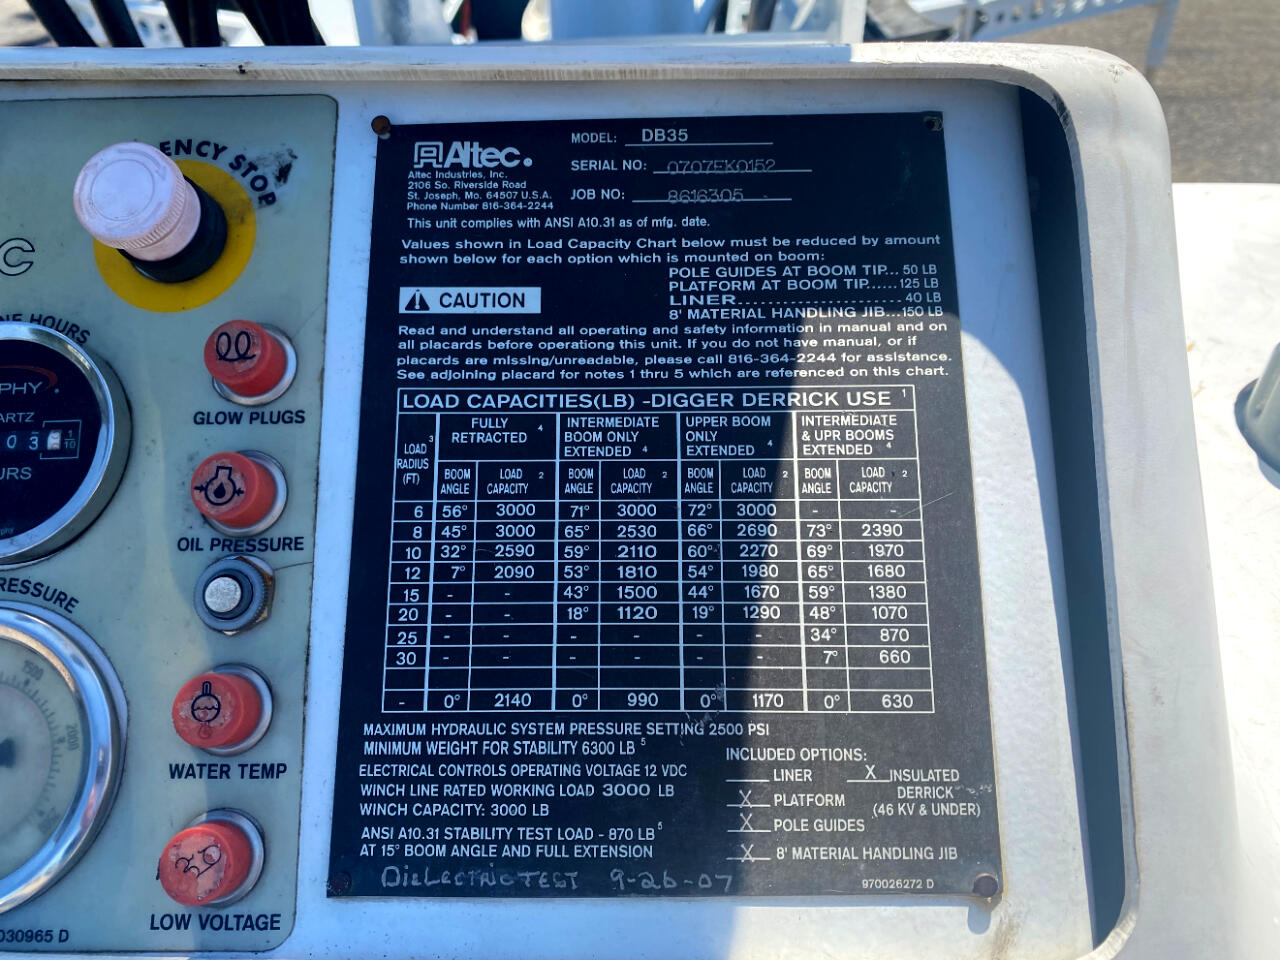 ENCY STOP
C
NE HOURS
PHY.
ARTZ
0 3
1/10
URS
GLOW PLUGS
OIL PRESSURE
PRESSURE
1500
2000
WATER TEMP
LOW VOLTAGE
030965 D
Altec.
Altec Industries, Inc.
2106 So. Riverside Road
St. Joseph, Mo. 64507 U.S.A.
Phone Number 816-364-2244
MODEL: DB35
SERIAL NO: 0707EK0152
JOB NO: 8616305
This unit complies with ANSI A10.31 as of mfg. date.
Values shown in Load Capacity Chart below must be reduced by amount
shown below for each option which is mounted on boom:
POLE GUIDES AT BOOM TIP... 50 LB
PLATFORM AT BOOM TIP......125 LB
LINER...................... 40 LB
8' MATERIAL HANDLING JIB...150 LB
CAUTION
Read and understand all operating and safety information in manual and on
all placards before operationg this unit. If you do not have manual, or if
placards are missing/unreadable, please call 816-364-2244 for assistance.
See adjoining placard for notes 1 thru 5 which are referenced on this chart.
LOAD CAPACITIES(LB) -DIGGER DERRICK USE 1
LOAD RADIUS (FT) 3
FULLY RETRACTED 4
INTERMEDIATE BOOM ONLY EXTENDED 4
UPPER BOOM ONLY EXTENDED 4
INTERMEDIATE & UPR BOOMS EXTENDED 4
BOOM ANGLE LOAD CAPACITY 2 BOOM ANGLE LOAD CAPACITY 2 BOOM ANGLE LOAD CAPACITY 2 BOOM ANGLE LOAD CAPACITY 2
6 56° 3000 71° 3000 72° 3000 - -
8 45° 3000 65° 2530 66° 2690 73° 2390
10 32° 2590 59° 2110 60° 2270 69° 1970
12 7° 2090 53° 1810 54° 1980 65° 1680
15 - - 43° 1500 44° 1670 59° 1380
20 - - 18° 1120 19° 1290 48° 1070
25 - - - - - - 34° 870
30 - - - - - - 7° 660
- 0° 2140 0° 990 0° 1170 0° 630
MAXIMUM HYDRAULIC SYSTEM PRESSURE SETTING 2500 PSI
MINIMUM WEIGHT FOR STABILITY 6300 LB 5
ELECTRICAL CONTROLS OPERATING VOLTAGE 12 VDC
WINCH LINE RATED WORKING LOAD 3000 LB
WINCH CAPACITY: 3000 LB
ANSI A10.31 STABILITY TEST LOAD - 870 LB 5
AT 15° BOOM ANGLE AND FULL EXTENSION
INCLUDED OPTIONS:
LINER
X INSULATED DERRICK (46 KV & UNDER)
X PLATFORM
X POLE GUIDES
X 8' MATERIAL HANDLING JIB
DiELECTRIC TEST 9-26-07
970026272 D